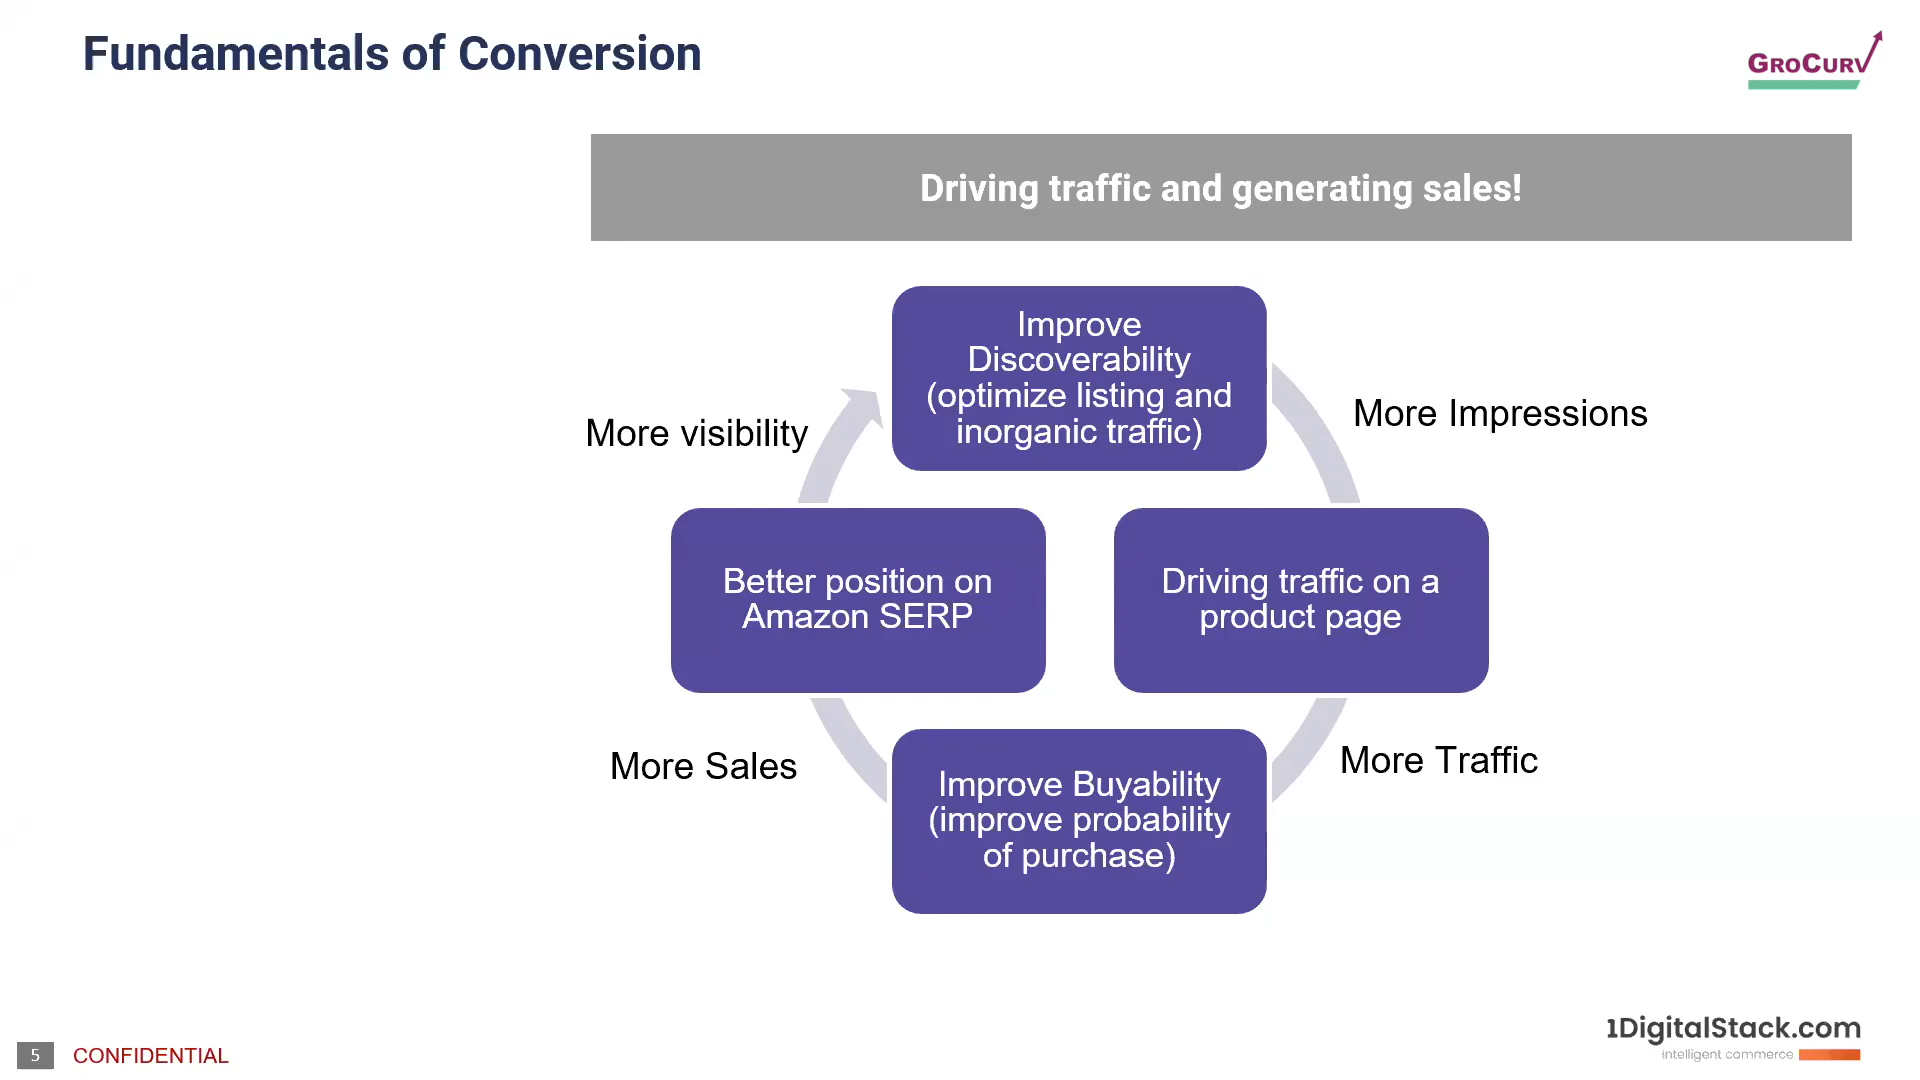 Fundamentals of Conversion
GROCURV
Driving traffic and generating sales!
Improve
Discoverability
(optimize listing and
inorganic traffic)
More visibility
More Impressions
Better position on
Amazon SERP
Driving traffic on a
product page
More Sales
More Traffic
Improve Buyability
(improve probability
of purchase)
1DigitalStack.com
intelligent commerce
5 CONFIDENTIAL